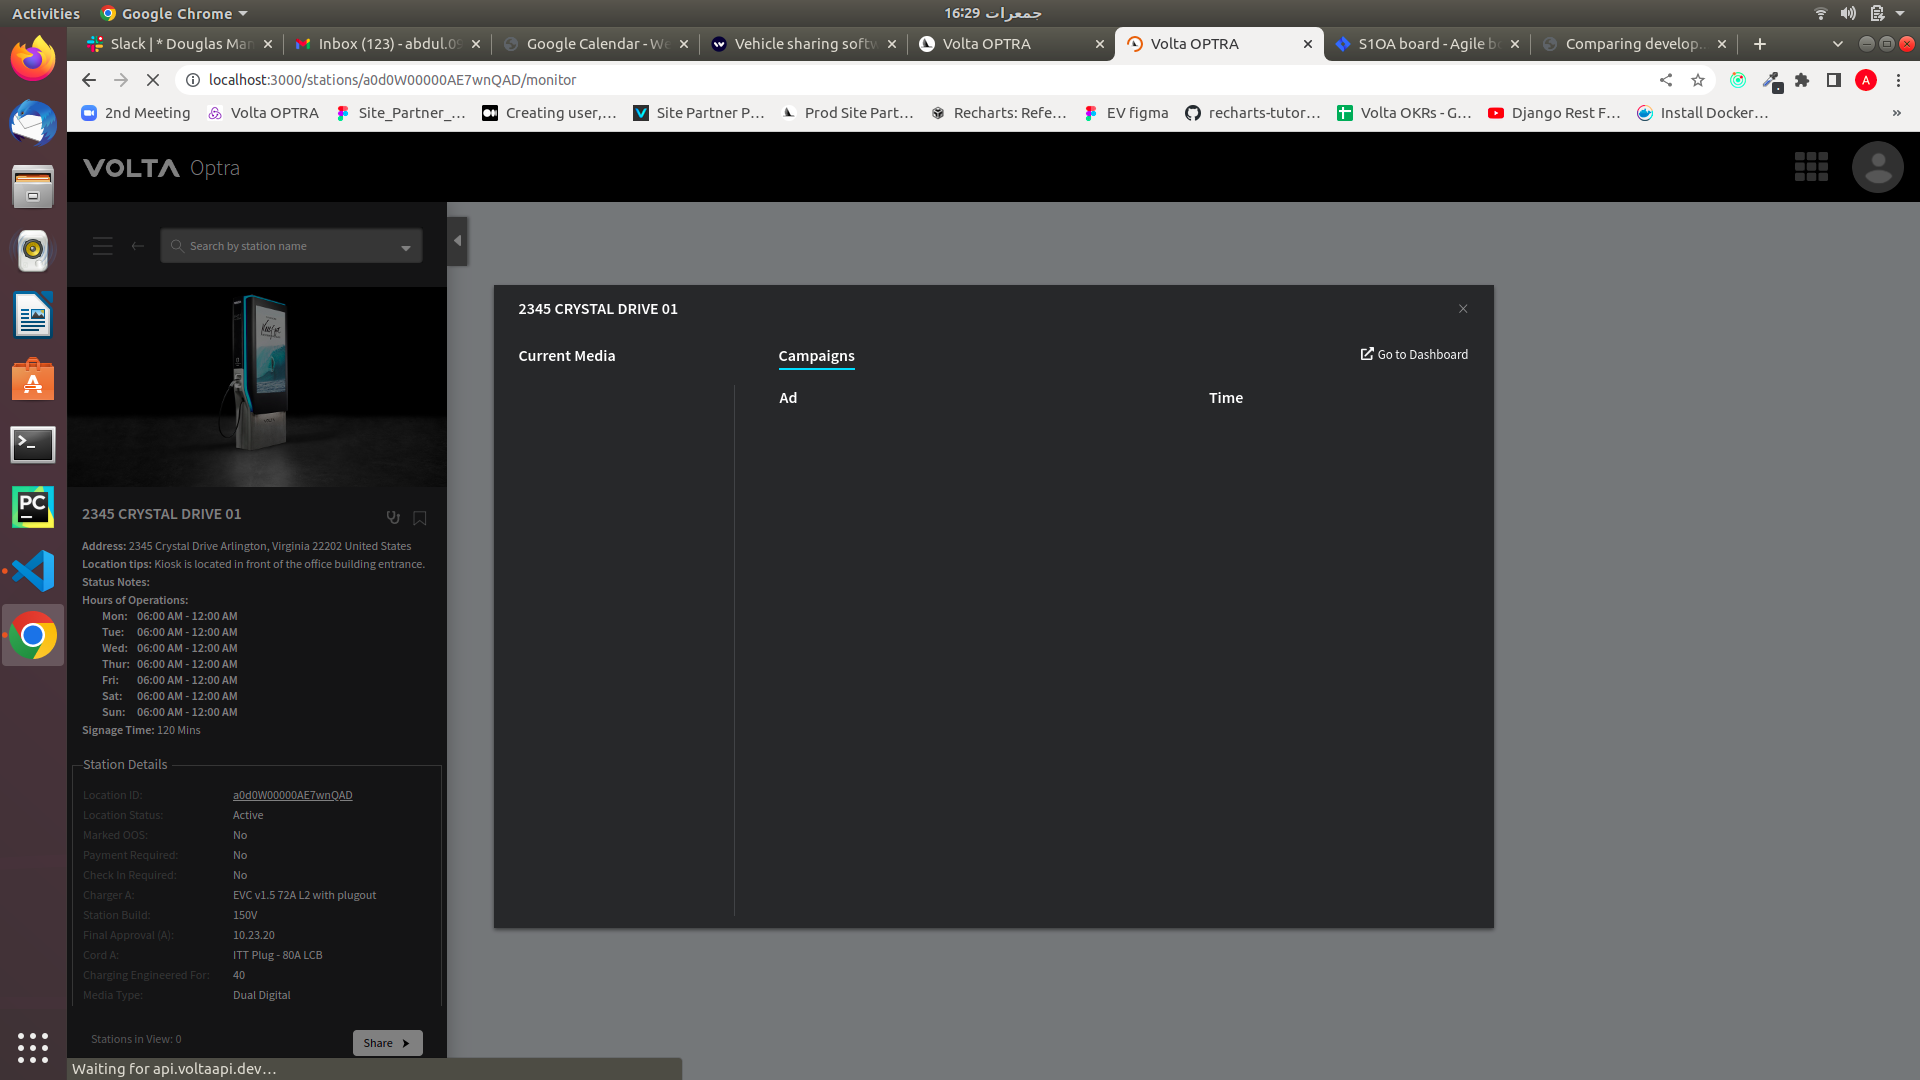 Activities
Google Chrome
جمعرات 16:29
Slack | * Douglas Man
Inbox (123) - abdul.09
Google Calendar - We
Vehicle sharing softw
Volta OPTRA
Volta OPTRA
S1OA board - Agile b
Comparing develop..
localhost:3000/stations/a0d0W00000AE7wnQAD/monitor
A
2nd Meeting
Volta OPTRA
Site_Partner_...
Creating user,...
Site Partner P...
Prod Site Part...
Recharts: Refe...
EV figma
recharts-tutor...
Volta OKRs - G...
Django Rest F...
Install Docker...
»
VOLTA Optra
Search by station name
2345 CRYSTAL DRIVE 01
Address: 2345 Crystal Drive Arlington, Virginia 22202 United States
Location tips: Kiosk is located in front of the office building entrance.
Status Notes:
Hours of Operations:
Mon: 06:00 AM - 12:00 AM
Tue: 06:00 AM - 12:00 AM
Wed: 06:00 AM - 12:00 AM
Thur: 06:00 AM - 12:00 AM
Fri: 06:00 AM - 12:00 AM
Sat: 06:00 AM - 12:00 AM
Sun: 06:00 AM - 12:00 AM
Signage Time: 120 Mins
Station Details
Location ID: a0d0W00000AE7wnQAD
Location Status: Active
Marked OOS: No
Payment Required: No
Check In Required: No
Charger A: EVC v1.5 72A L2 with plugout
Station Build: 150V
Final Approval (A): 10.23.20
Cord A: ITT Plug - 80A LCB
Charging Engineered For: 40
Media Type: Dual Digital
Stations in View: 0
Share
2345 CRYSTAL DRIVE 01
Current Media
Campaigns
Go to Dashboard
Ad
Time
PC
Waiting for api.voltaapi.dev...